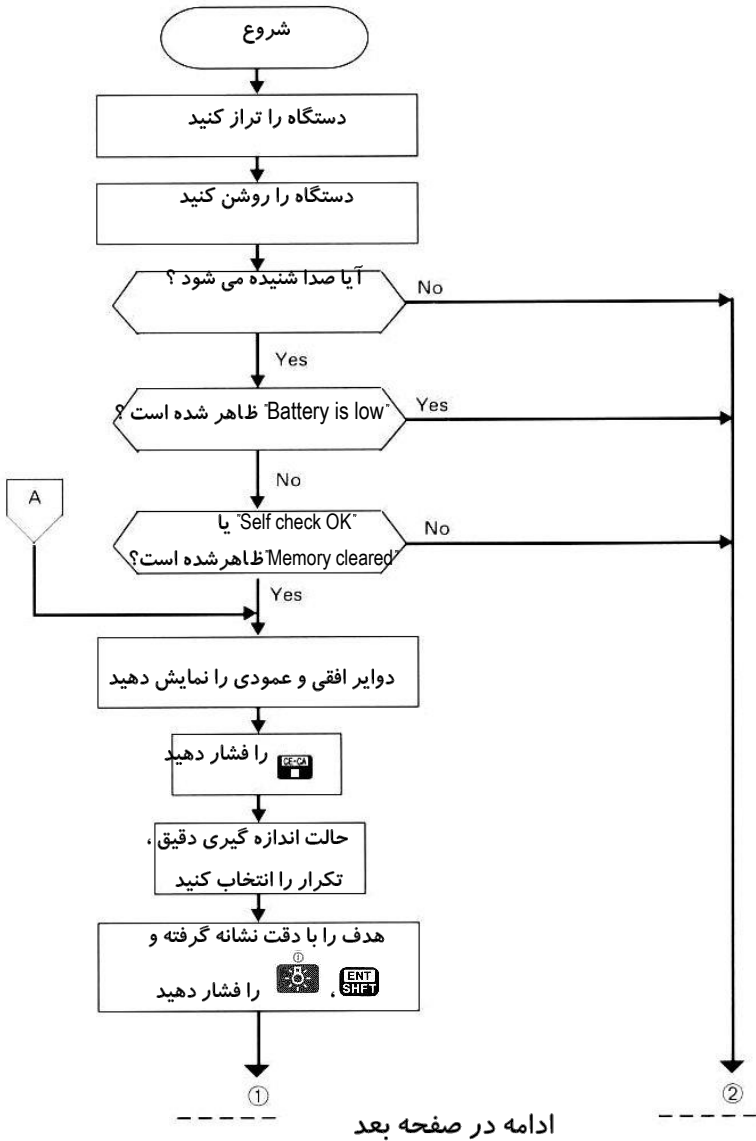 شروع
دستگاه را تراز کنید
دستگاه را روشن کنید
آیا صدا شنیده می شود ؟
No
Yes
"Battery is low" ظاهر شده است ؟
Yes
No
A
"Self check OK" یا
"Memory cleared" ظاهرشده است؟
No
Yes
دوایر افقی و عمودی را نمایش دهید
CE-CA را فشار دهید
حالت اندازه گیری دقیق ،
تکرار را انتخاب کنید
هدف را با دقت نشانه گرفته و
ENT
SHFT ، را فشار دهید
①
②
ادامه در صفحه بعد